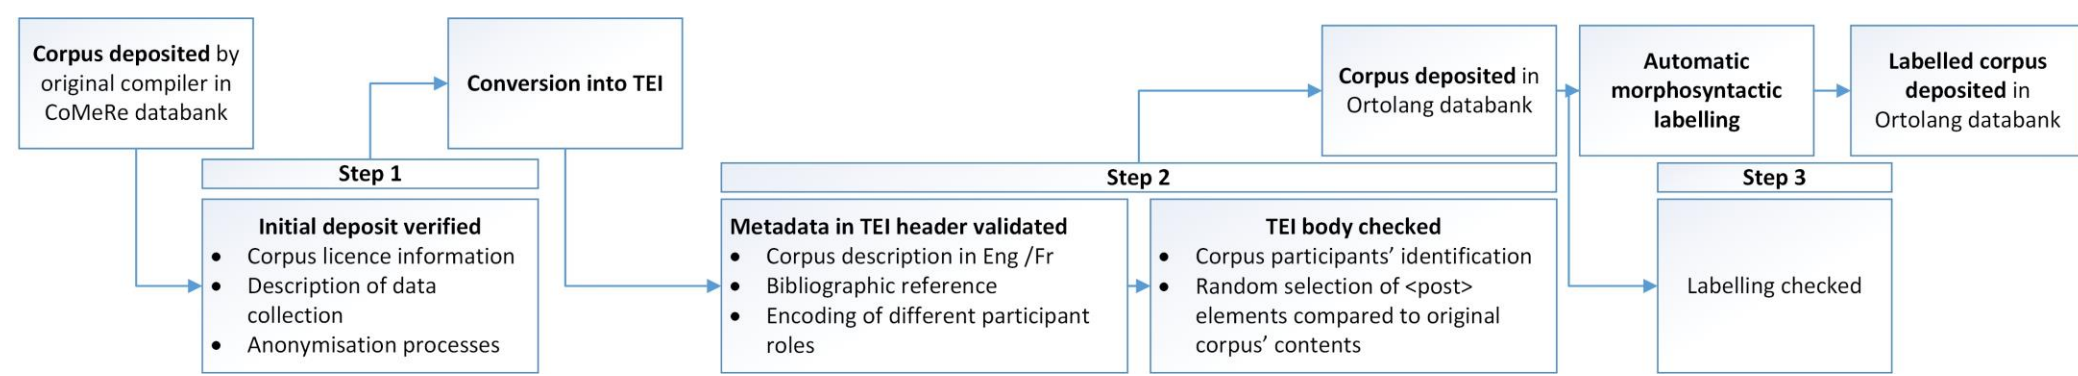 Corpus deposited by
original compiler in
CoMeRe databank
Step 1
Initial deposit verified
• Corpus licence information
• Description of data
collection
• Anonymisation processes
Conversion into TEI
Step 2
Metadata in TEI header validated
• Corpus description in Eng /Fr
• Bibliographic reference
• Encoding of different participant
roles
TEI body checked
• Corpus participants’ identification
• Random selection of <post>
elements compared to original
corpus’ contents
Corpus deposited in
Ortolang databank
Automatic
morphosyntactic
labelling
Step 3
Labelling checked
Labelled corpus
deposited in
Ortolang databank